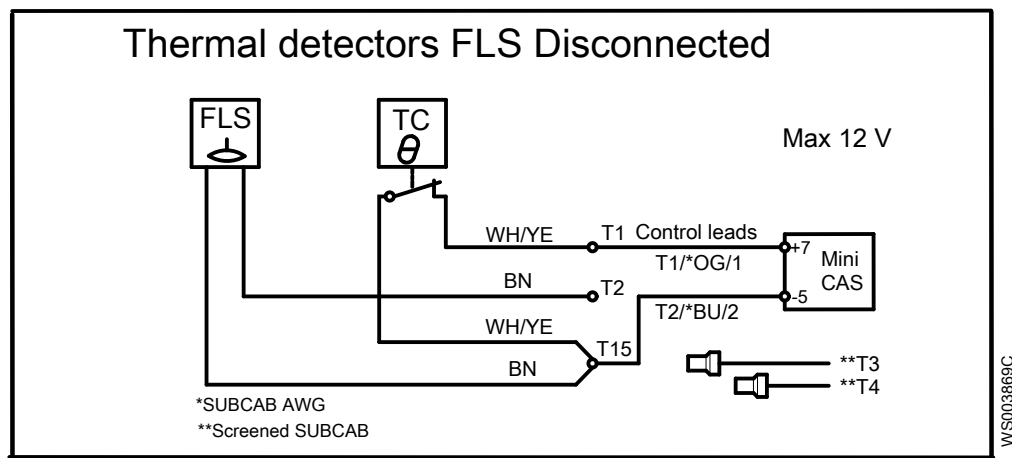 Thermal detectors FLS Disconnected
FLS
TC
θ
Max 12 V
WH/YE
T1
Control leads
+7
Mini
CAS
T1/*OG/1
BN
T2
-5
T2/*BU/2
WH/YE
T15
BN
**T3
**T4
*SUBCAB AWG
**Screened SUBCAB
WS003869C